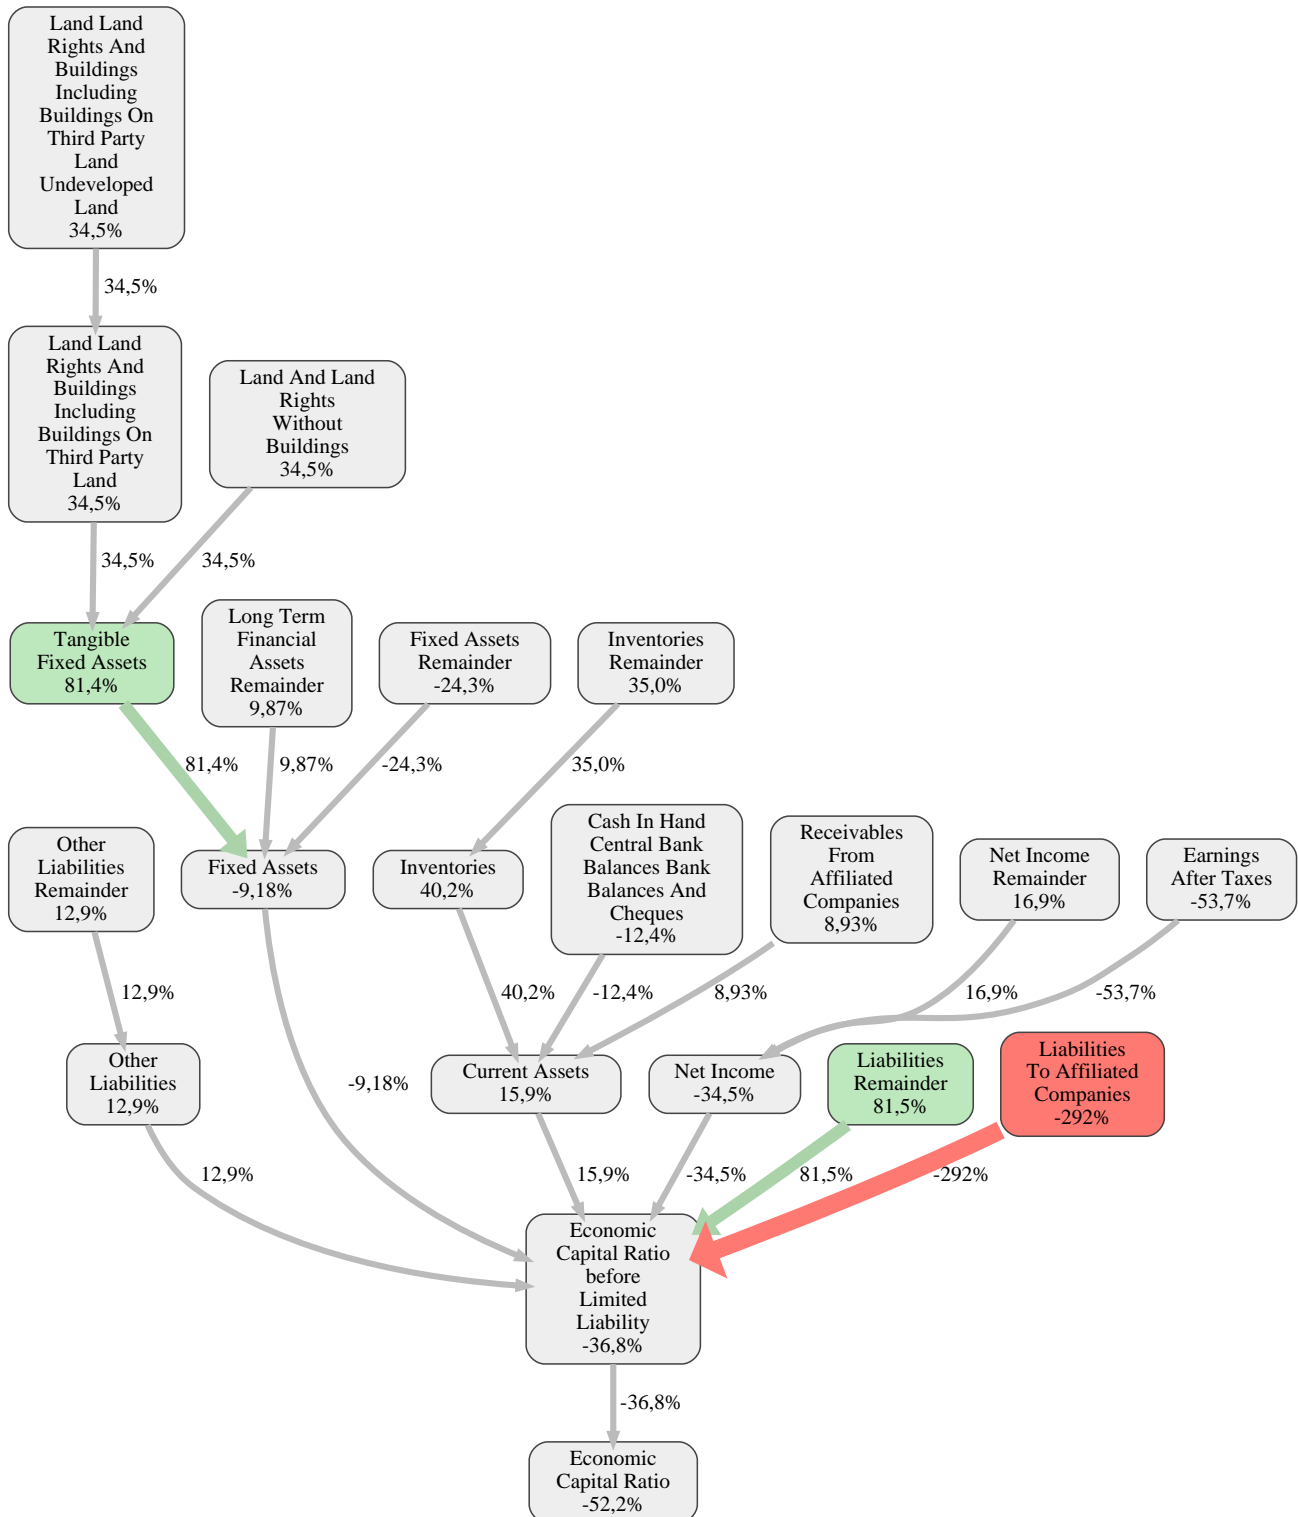 Land Land
Rights And
Buildings
Including
Buildings On
Third Party
Land
Undeveloped
Land
34,5%
34,5%
Land Land
Rights And
Buildings
Including
Buildings On
Third Party
Land
34,5%
Land And Land
Rights
Without
Buildings
34,5%
34,5%
34,5%
Tangible
Fixed Assets
81,4%
Long Term
Financial
Assets
Remainder
9,87%
Fixed Assets
Remainder
-24,3%
Inventories
Remainder
35,0%
81,4%
9,87%
-24,3%
35,0%
Other
Liabilities
Remainder
12,9%
Fixed Assets
-9,18%
Inventories
40,2%
Cash In Hand
Central Bank
Balances Bank
Balances And
Cheques
-12,4%
Receivables
From
Affiliated
Companies
8,93%
Net Income
Remainder
16,9%
Earnings
After Taxes
-53,7%
12,9%
40,2%
-12,4%
8,93%
16,9%
-53,7%
Other
Liabilities
12,9%
-9,18%
Current Assets
15,9%
Net Income
-34,5%
Liabilities
Remainder
81,5%
Liabilities
To Affiliated
Companies
-292%
12,9%
15,9%
-34,5%
81,5%
-292%
Economic
Capital Ratio
before
Limited
Liability
-36,8%
-36,8%
Economic
Capital Ratio
-52,2%